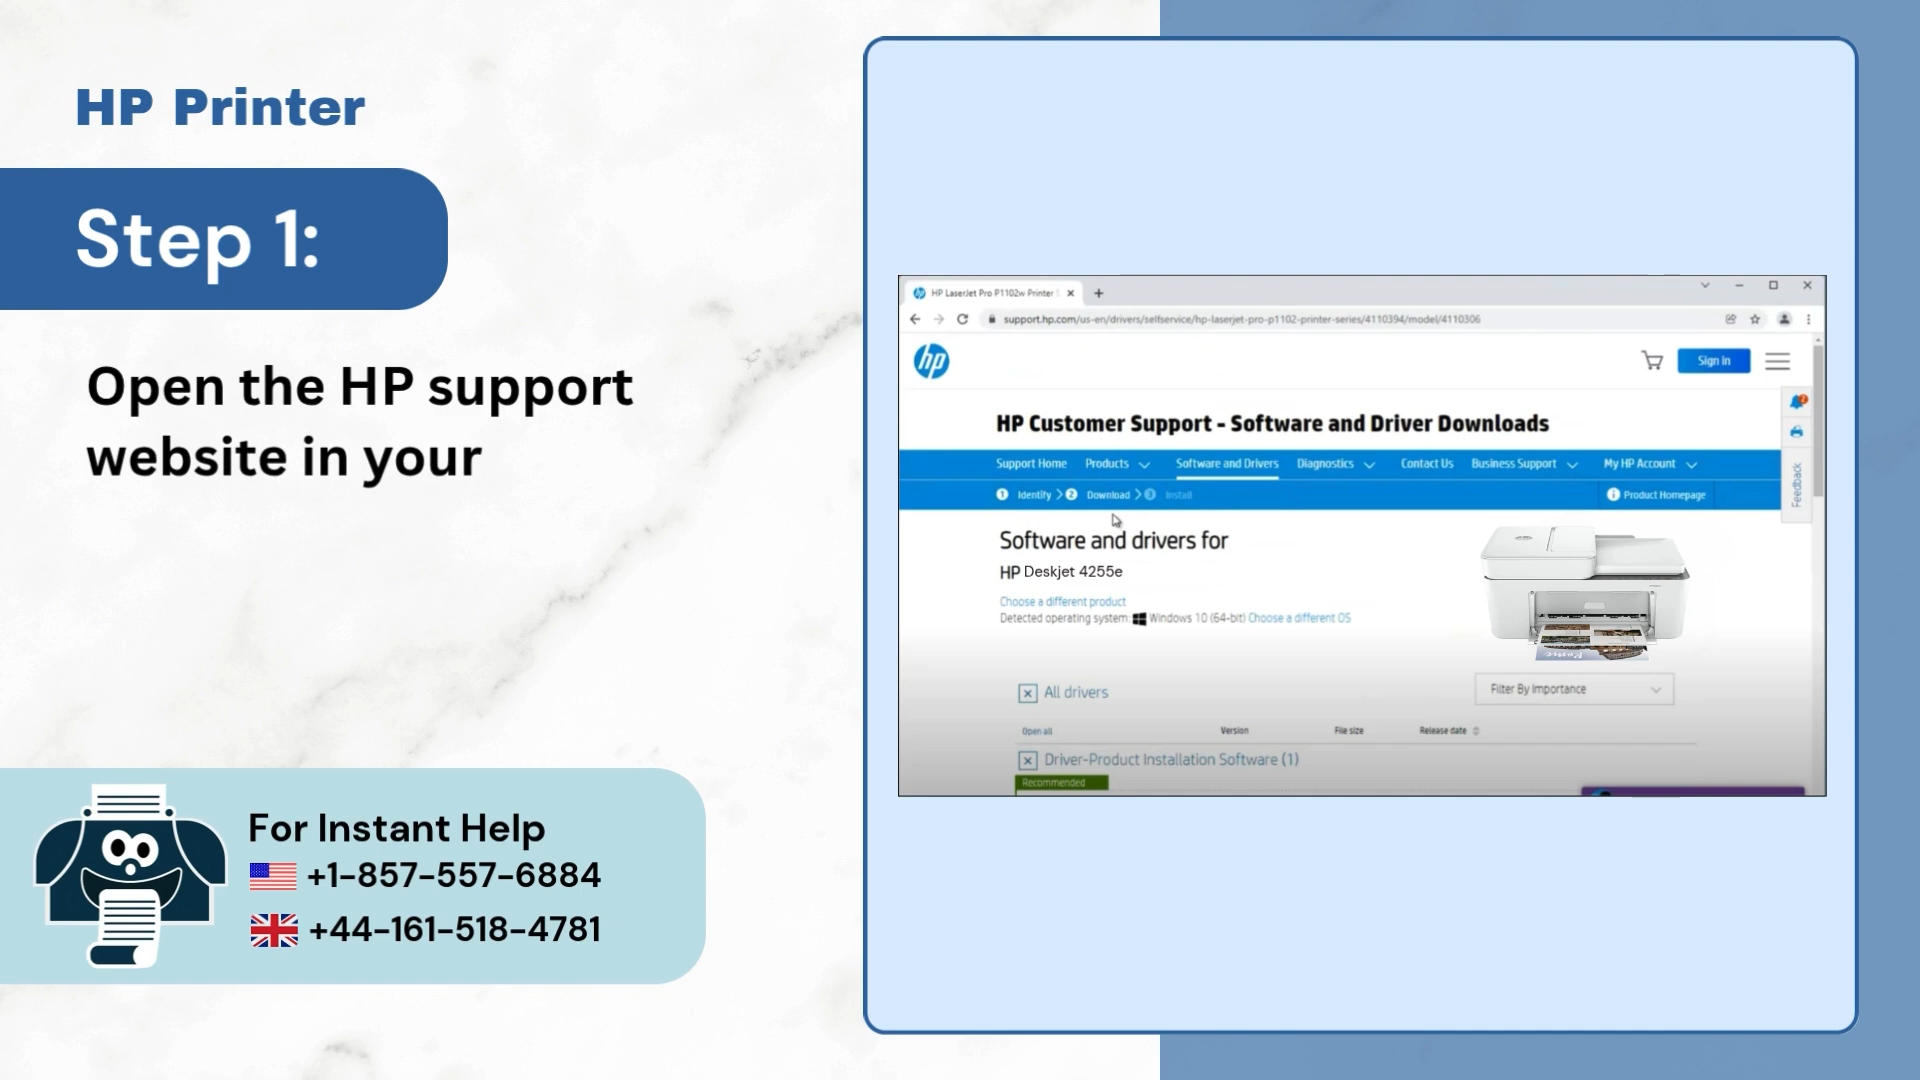 HP Printer
Step 1:
Open the HP support
website in your
For Instant Help
+1-857-557-6884
+44-161-518-4781
HP LaserJet Pro P1102w Printer
support.hp.com/us-en/drivers/selfservice/hp-laserjet-pro-p1102-printer-series/4110394/model/4110306
hp
Sign In
HP Customer Support - Software and Driver Downloads
Support Home Products Software and Drivers Diagnostics Contact Us Business Support My HP Account
1 Identify 2 Download 3 Install Product Homepage
Feedback
Software and drivers for
HP Deskjet 4255e
Choose a different product
Detected operating system: Windows 10 (64-bit) Choose a different OS
All drivers
Filter By Importance
Open all Version File size Release date
Driver-Product Installation Software (1)
Recommended